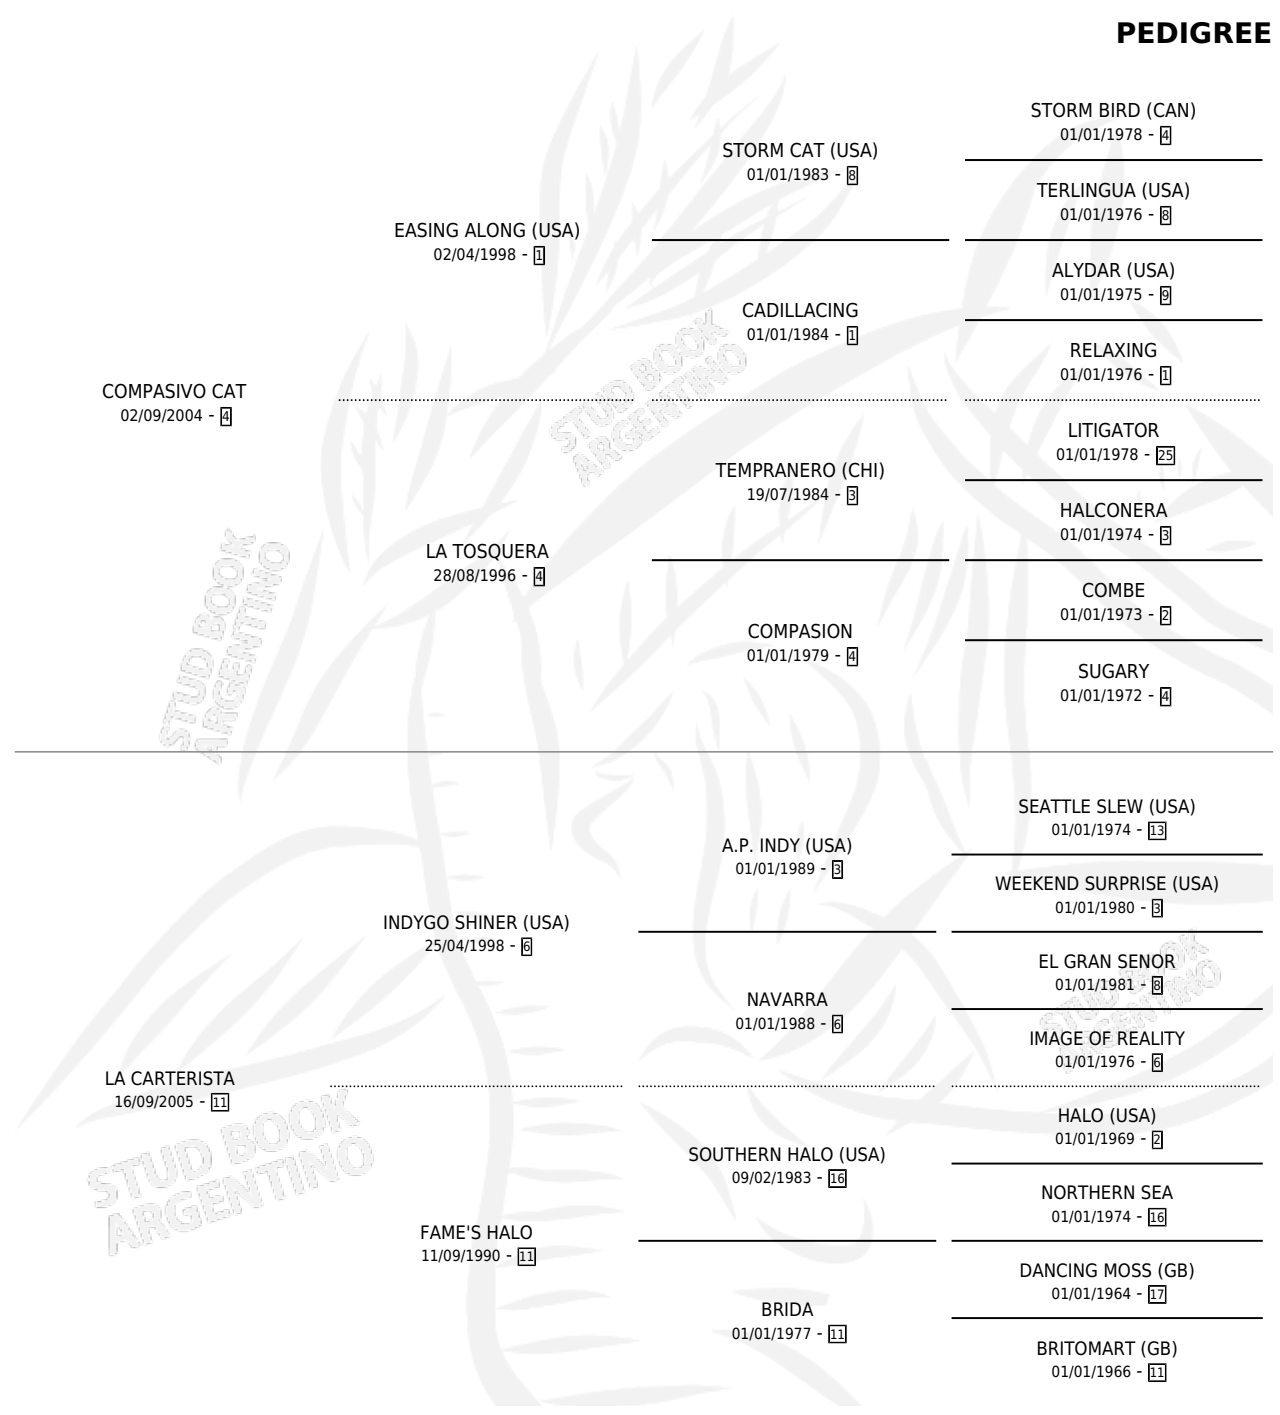 PEDIGREE
STORM BIRD (CAN)
01/01/1978 - 4
STORM CAT (USA)
01/01/1983 - 8
TERLINGUA (USA)
01/01/1976 - 8
EASING ALONG (USA)
02/04/1998 - 1
ALYDAR (USA)
01/01/1975 - 9
CADILLACING
01/01/1984 - 1
RELAXING
01/01/1976 - 1
COMPASIVO CAT
02/09/2004 - 4
LITIGATOR
01/01/1978 - 25
TEMPRANERO (CHI)
19/07/1984 - 3
HALCONERA
01/01/1974 - 3
LA TOSQUERA
28/08/1996 - 4
COMBE
01/01/1973 - 2
COMPASION
01/01/1979 - 4
SUGARY
01/01/1972 - 4
SEATTLE SLEW (USA)
01/01/1974 - 13
A.P. INDY (USA)
01/01/1989 - 3
WEEKEND SURPRISE (USA)
01/01/1980 - 3
INDYGO SHINER (USA)
25/04/1998 - 6
EL GRAN SENOR
01/01/1981 - 8
NAVARRA
01/01/1988 - 6
IMAGE OF REALITY
01/01/1976 - 6
LA CARTERISTA
16/09/2005 - 11
HALO (USA)
01/01/1969 - 2
SOUTHERN HALO (USA)
09/02/1983 - 16
NORTHERN SEA
01/01/1974 - 16
FAME'S HALO
11/09/1990 - 11
DANCING MOSS (GB)
01/01/1964 - 17
BRIDA
01/01/1977 - 11
BRITOMART (GB)
01/01/1966 - 11
STUD BOOK
ARGENTINO
STUD BOOK
ARGENTINO
STUD BOOK
ARGENTINO
STUD BOOK
ARGENTINO